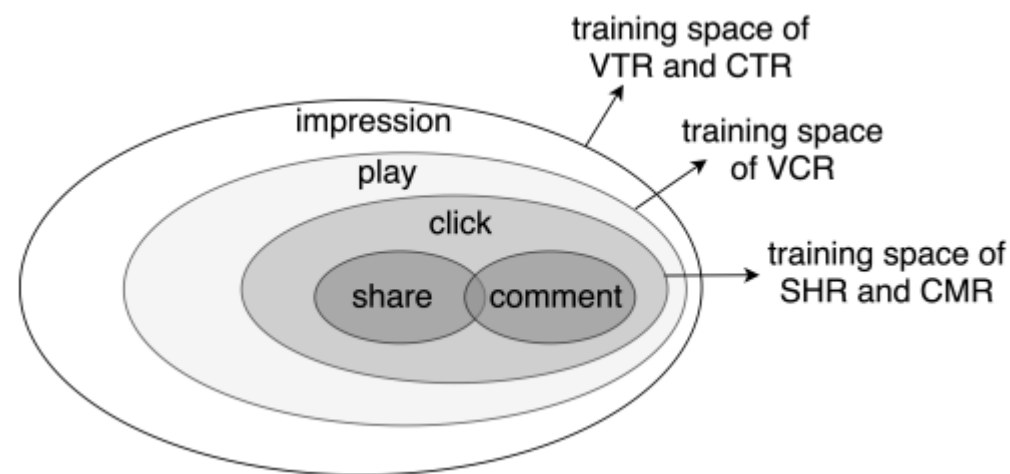 training space of
VTR and CTR
impression
training space
of VCR
play
click
training space of
SHR and CMR
share
comment